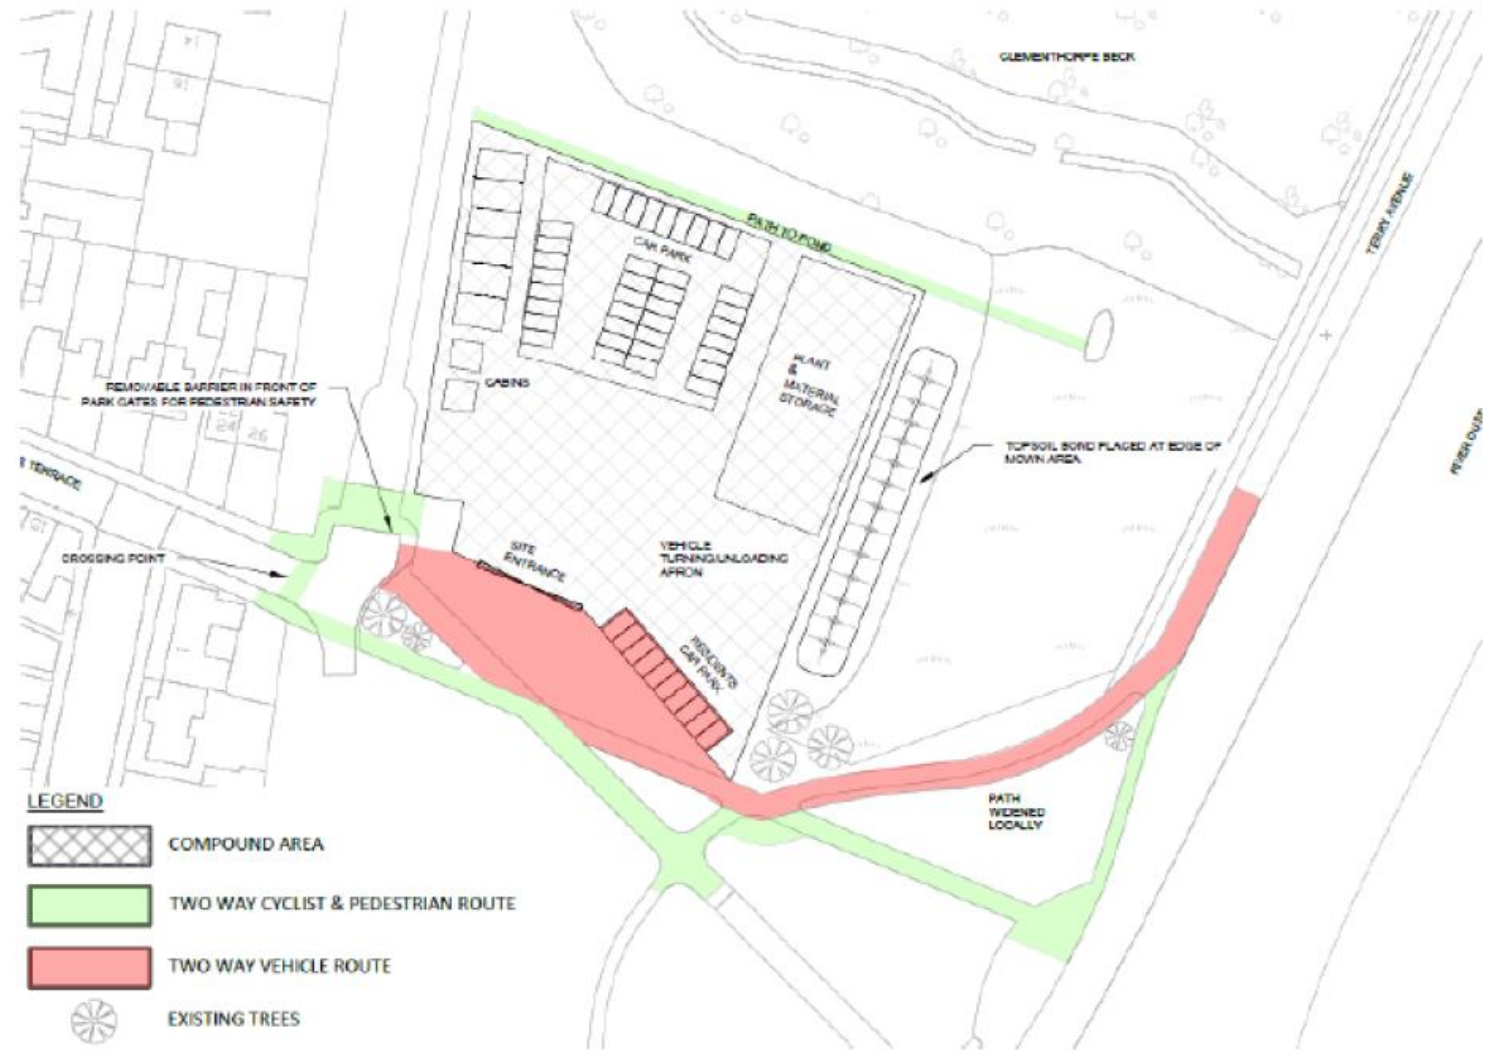 CLEMENTHORPE BECK
TERRY AVENUE
PATH TO POND
CAR PARK
PLANT
&
MATERIAL
STORAGE
CABINS
REMOVABLE BARRIER IN FRONT OF
PARK GATES FOR PEDESTRIAN SAFETY
TOPSOIL BUND PLACED AT EDGE OF
MOWN AREA
RIVER OUSE
TERRACE
CROSSING POINT
SITE
ENTRANCE
VEHICLE
TURNING/UNLOADING
APRON
RESIDENTS
CAR PARK
PATH
WIDENED
LOCALLY
LEGEND
COMPOUND AREA
TWO WAY CYCLIST & PEDESTRIAN ROUTE
TWO WAY VEHICLE ROUTE
EXISTING TREES